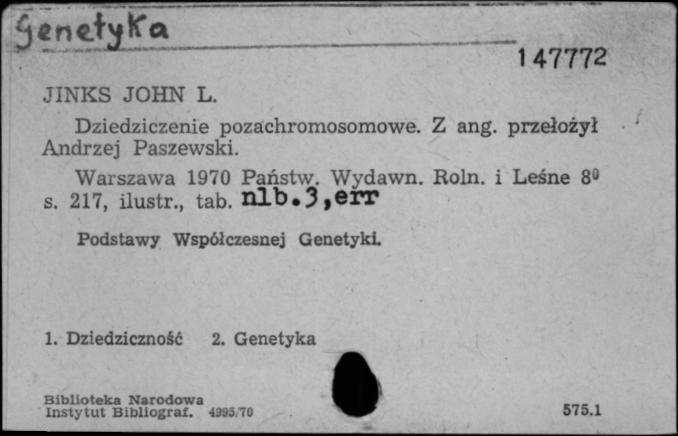 Genetyka
147772
JINKS JOHN L.
Dziedziczenie pozachromosomowe. Z ang. przełożył
Andrzej Paszewski.
Warszawa 1970 Państw. Wydawn. Roln. i Leśne 8⁰
s. 217, ilustr., tab. nlb.3,err
Podstawy Współczesnej Genetyki.
1. Dziedziczność 2. Genetyka
Biblioteka Narodowa
Instytut Bibliograf. 4995/70
575.1